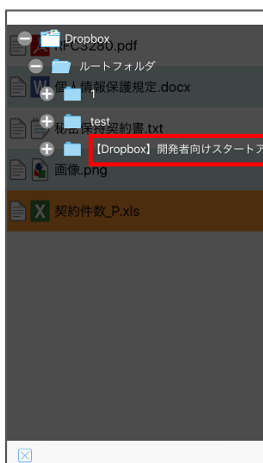 Dropbox
RFC3280.pdf
ルートフォルダ
個人情報保護規定.docx
1
test
秘密保持契約書.txt
【Dropbox】開発者向けスタートア
画像.png
契約件数_P.xls